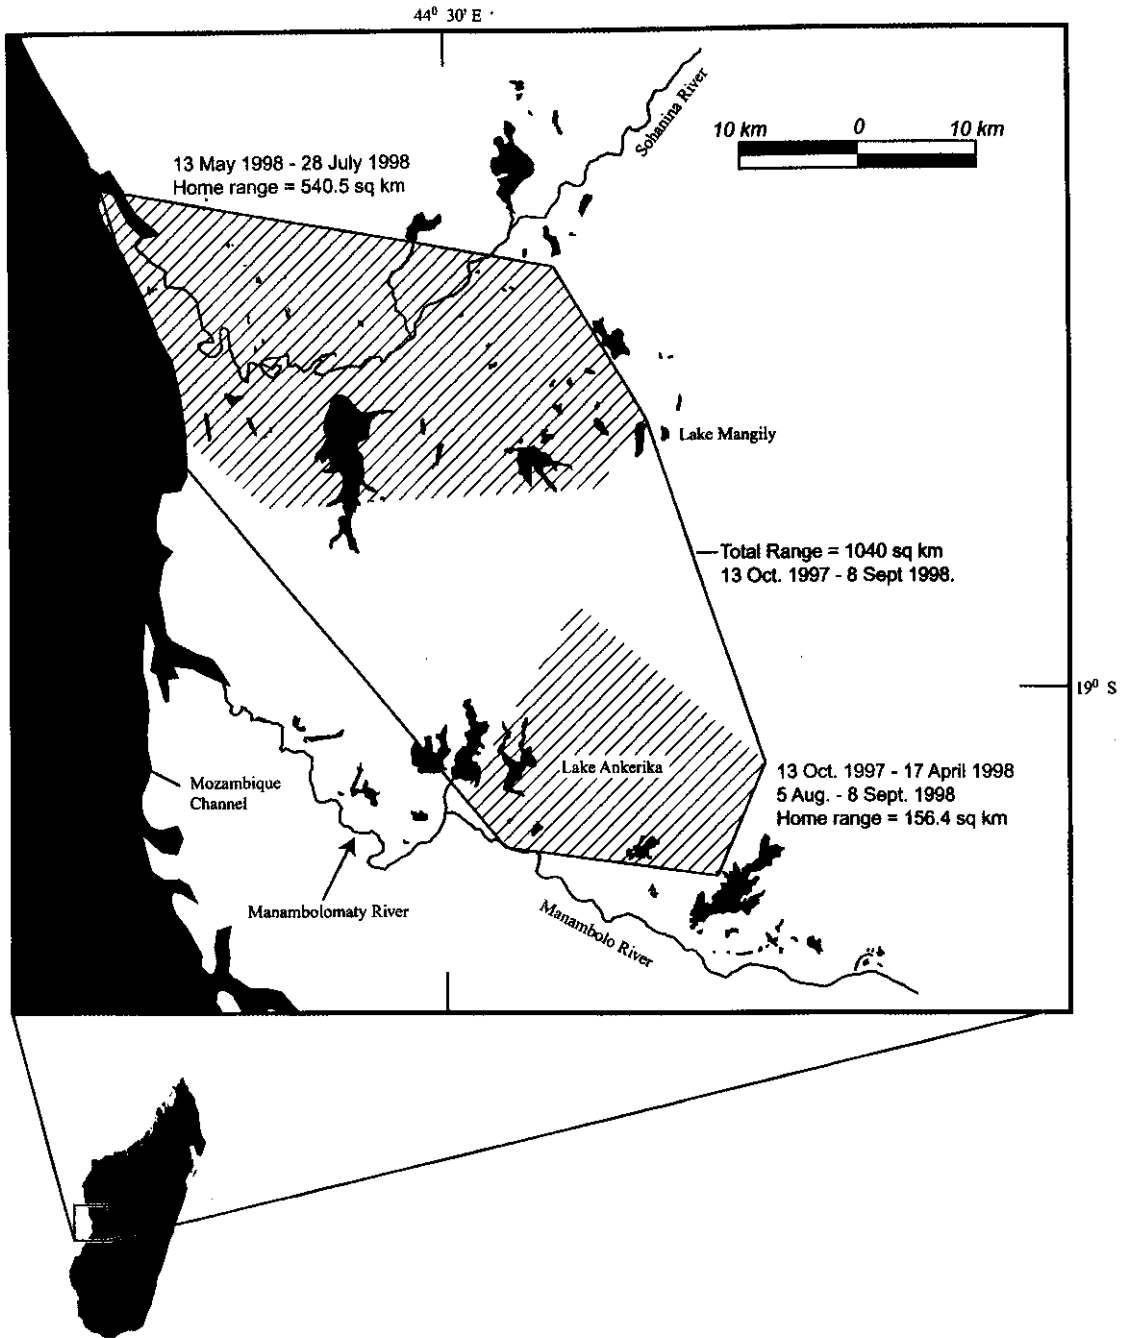 44⁰ 30' E
Sohanina River
10 km 0 10 km
13 May 1998 - 28 July 1998
Home range = 540.5 sq km
Lake Mangily
Total Range = 1040 sq km
13 Oct. 1997 - 8 Sept 1998.
19⁰ S
Lake Ankerika
13 Oct. 1997 - 17 April 1998
5 Aug. - 8 Sept. 1998
Home range = 156.4 sq km
Mozambique
Channel
Manambolomaty River
Manambolo River